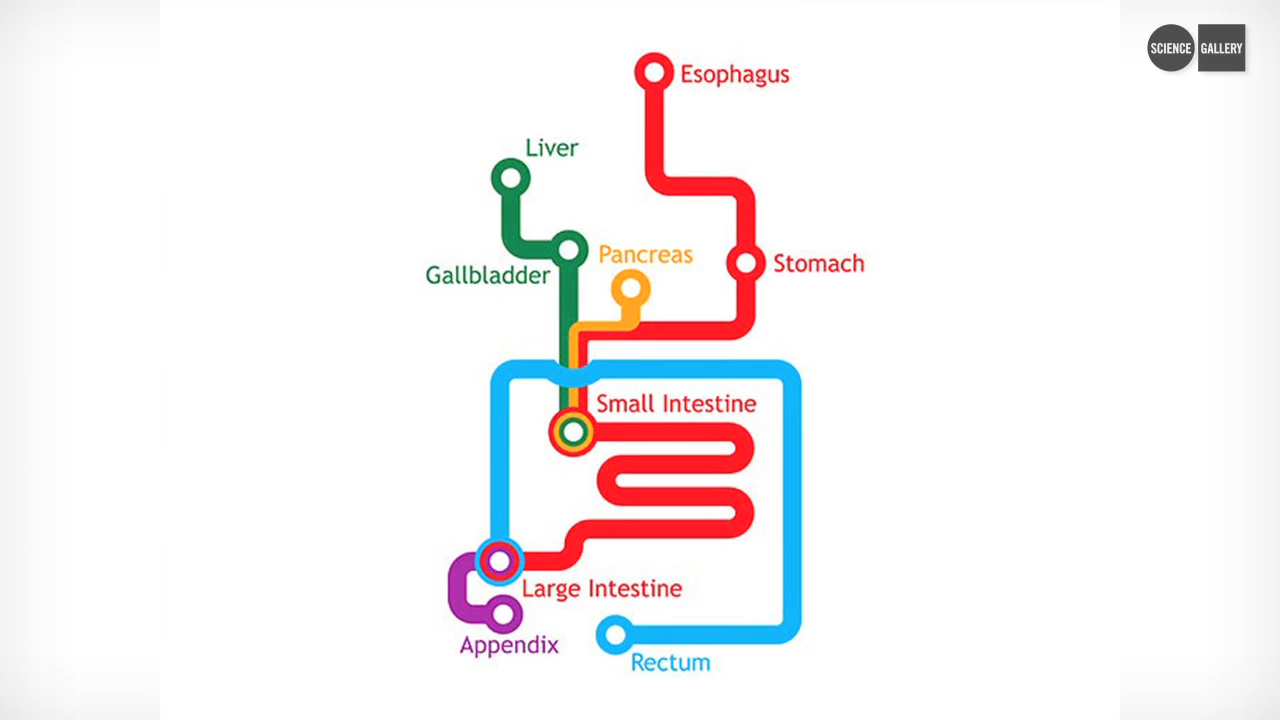 SCIENCE GALLERY
Esophagus
Liver
Pancreas
Gallbladder
Stomach
Small Intestine
Large Intestine
Appendix
Rectum